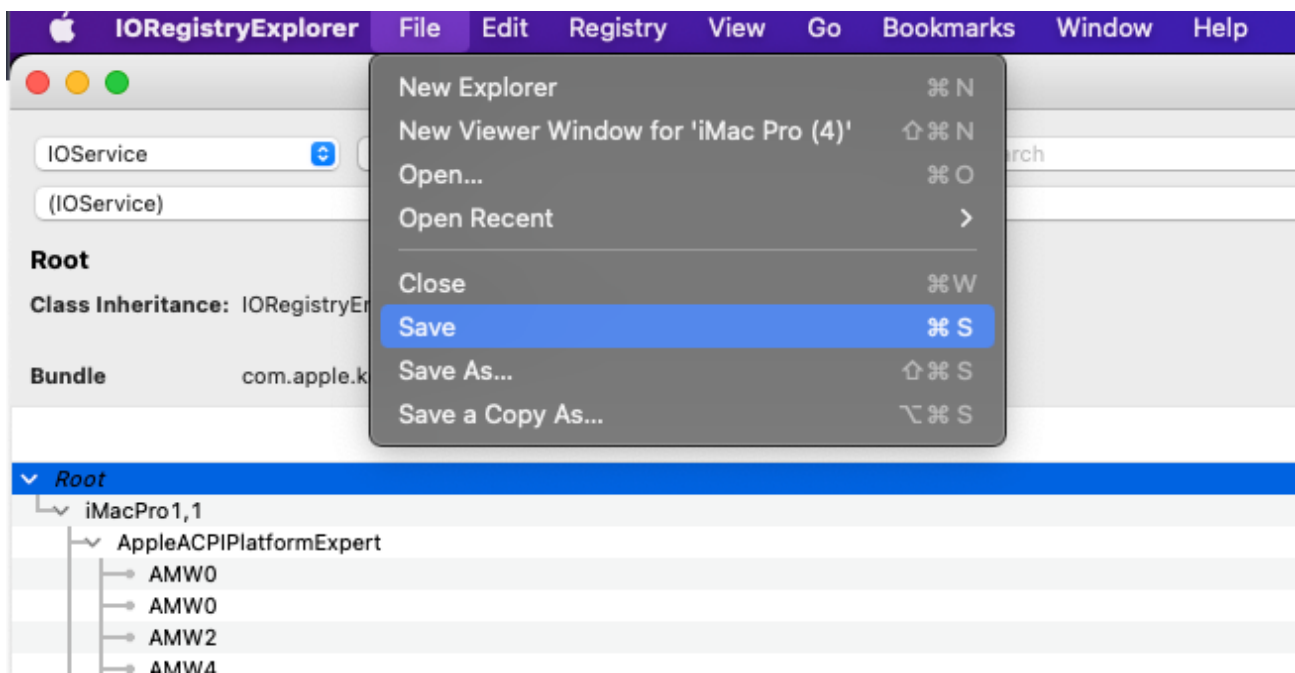 IORegistryExplorer File Edit Registry View Go Bookmarks Window Help
New Explorer ⌘ N
New Viewer Window for 'iMac Pro (4)' ⇧ ⌘ N
IOService
Open... ⌘ O
(IOService)
Open Recent
Root
Close ⌘ W
Class Inheritance:
Save ⌘ S
Bundle com.apple.k
Save As... ⇧ ⌘ S
Save a Copy As... ⌥ ⌘ S
Root
iMacPro1,1
AppleACPIPlatformExpert
AMW0
AMW0
AMW2
AMW4